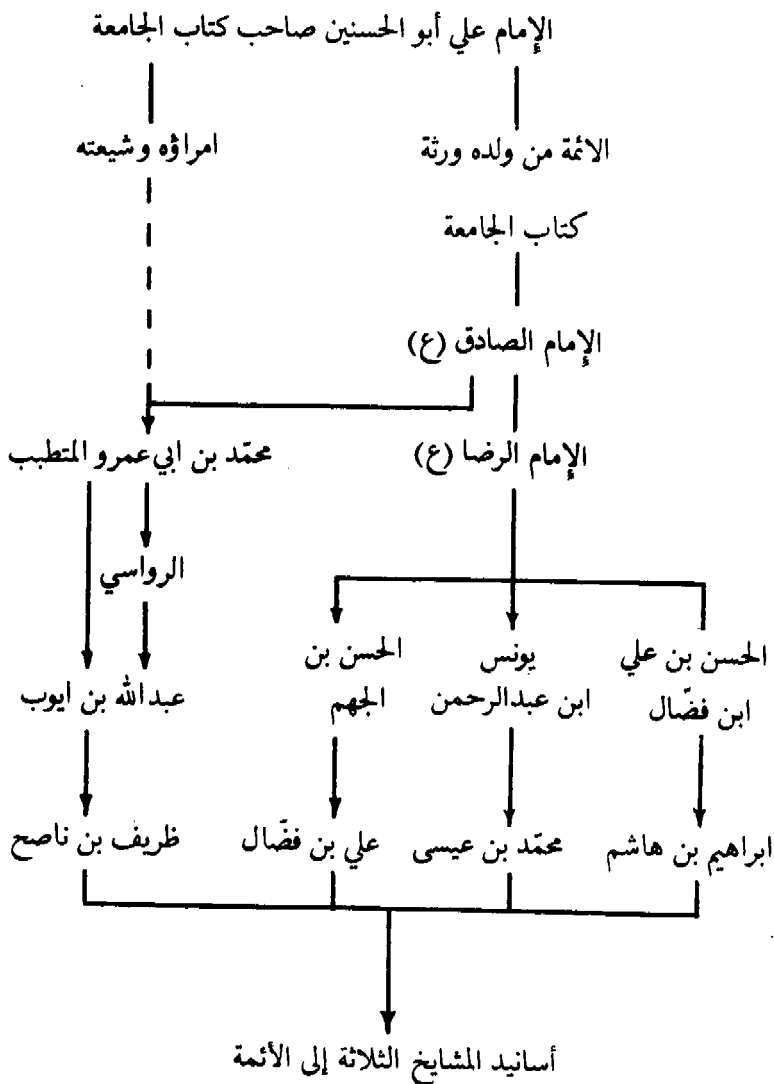 الإمام علي أبو الحسنين صاحب كتاب الجامعة
الائمة من ولده ورثة
امراؤه وشيعته
كتاب الجامعة
الإمام الصادق (ع)
الإمام الرضا (ع)
محمّد بن ابي عمرو المتطبب
الرواسي
الحسن بن علي
ابن فضّال
يونس
ابن عبدالرحمن
الحسن بن
الجهم
عبدالله بن ايوب
ابراهيم بن هاشم
محمّد بن عيسى
علي بن فضّال
ظريف بن ناصح
أسانيد المشايخ الثلاثة إلى الأئمة